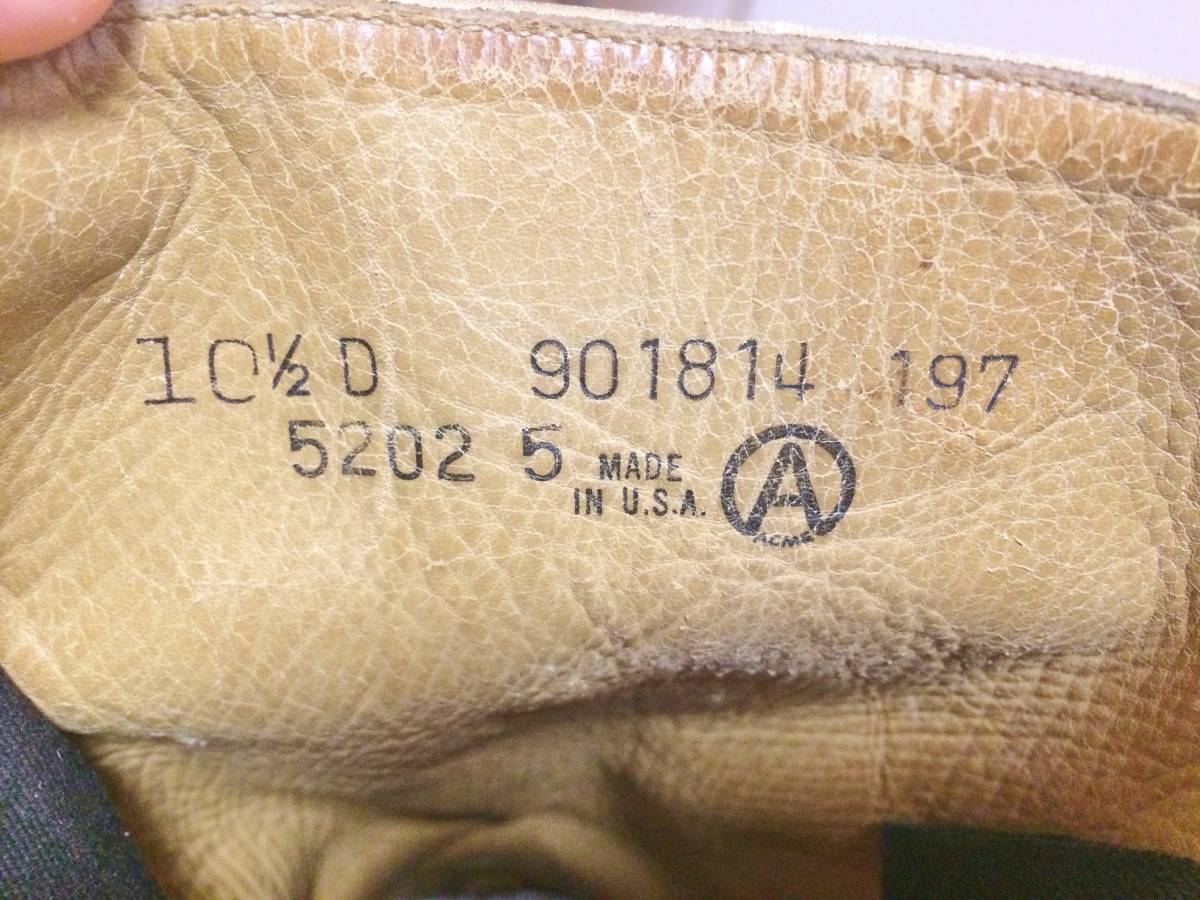 10½ D 901814 197
5202 5 MADE
IN U.S.A.
A
ACME